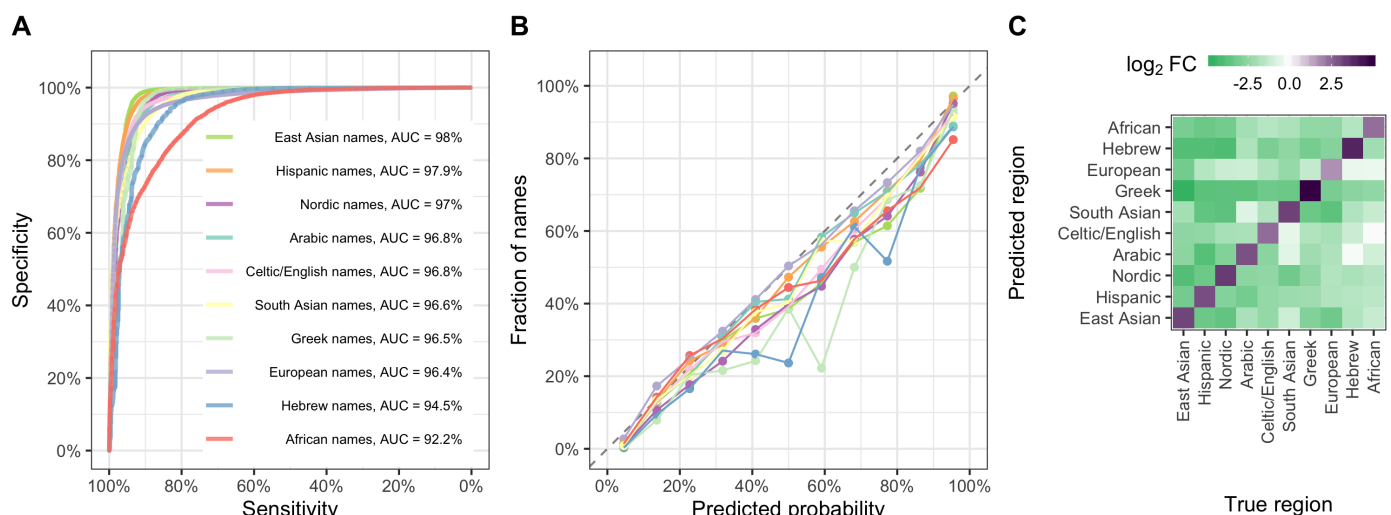 A
100%
80%
60%
40%
20%
0%
Specificity
100%
80%
60%
40%
20%
0%
Sensitivity
East Asian names, AUC = 98%
Hispanic names, AUC = 97.9%
Nordic names, AUC = 97%
Arabic names, AUC = 96.8%
Celtic/English names, AUC = 96.8%
South Asian names, AUC = 96.6%
Greek names, AUC = 96.5%
European names, AUC = 96.4%
Hebrew names, AUC = 94.5%
African names, AUC = 92.2%
B
100%
80%
60%
40%
20%
0%
Fraction of names
0%
20%
40%
60%
80%
100%
Predicted probability
C
log2 FC
-2.5
0.0
2.5
Predicted region
African
Hebrew
European
Greek
South Asian
Celtic/English
Arabic
Nordic
Hispanic
East Asian
East Asian
Hispanic
Nordic
Arabic
Celtic/English
South Asian
Greek
European
Hebrew
African
True region